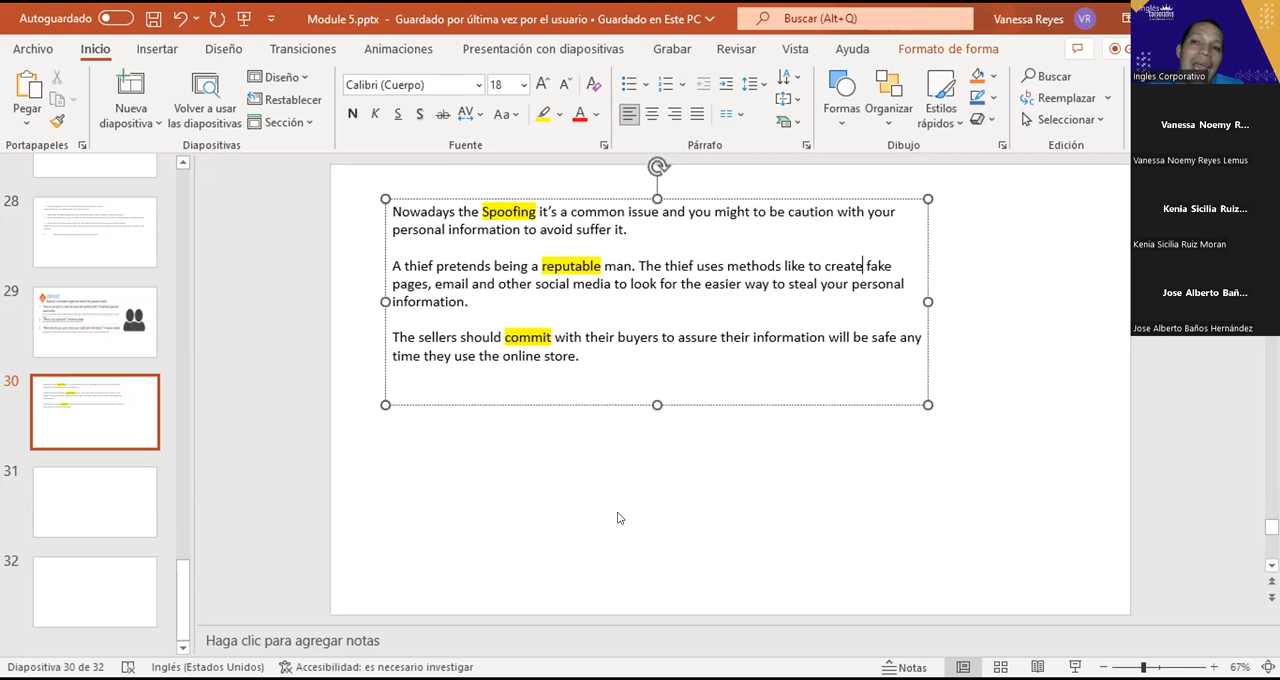 Autoguardado
Module 5.pptx - Guardado por última vez por el usuario • Guardado en Este PC
Buscar (Alt+Q)
Vanessa Reyes
VR
Inglés
Corporativo
Archivo
Inicio
Insertar
Diseño
Transiciones
Animaciones
Presentación con diapositivas
Grabar
Revisar
Vista
Ayuda
Formato de forma
Ingles Corporativo
Pegar
Nueva
diapositiva
Volver a usar
las diapositivas
Diseño
Restablecer
Sección
Calibri (Cuerpo)
18
N K S S ab AV Aa A
Formas
Organizar
Estilos
rápidos
Buscar
Reemplazar
Seleccionar
Portapapeles
Diapositivas
Fuente
Párrafo
Dibujo
Edición
Vanessa Noemy R...
Vanessa Noemy Reyes Lemus
Kenia Sicilia Ruiz...
Kenia Sicilia Ruiz Moran
Jose Alberto Bañ...
Jose Alberto Baños Hernández
28
29
30
31
32
Nowadays the Spoofing it’s a common issue and you might to be caution with your
personal information to avoid suffer it.
A thief pretends being a reputable man. The thief uses methods like to create fake
pages, email and other social media to look for the easier way to steal your personal
information.
The sellers should commit with their buyers to assure their information will be safe any
time they use the online store.
Haga clic para agregar notas
Diapositiva 30 de 32
Inglés (Estados Unidos)
Accesibilidad: es necesario investigar
Notas
67%